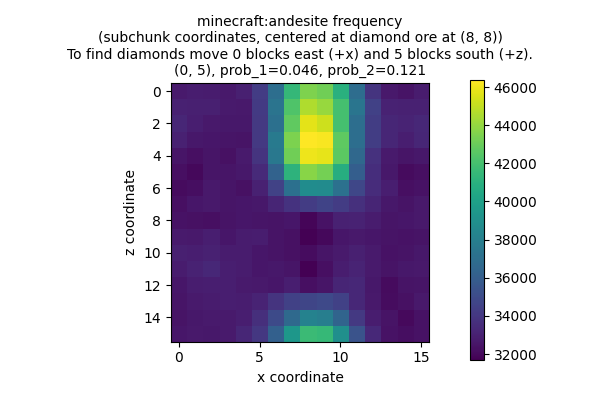 minecraft:andesite frequency
(subchunk coordinates, centered at diamond ore at (8, 8))
To find diamonds move 0 blocks east (+x) and 5 blocks south (+z).
(0, 5), prob_1=0.046, prob_2=0.121
0
2
4
6
8
10
12
14
z coordinate
0 5 10 15
x coordinate
46000
44000
42000
40000
38000
36000
34000
32000